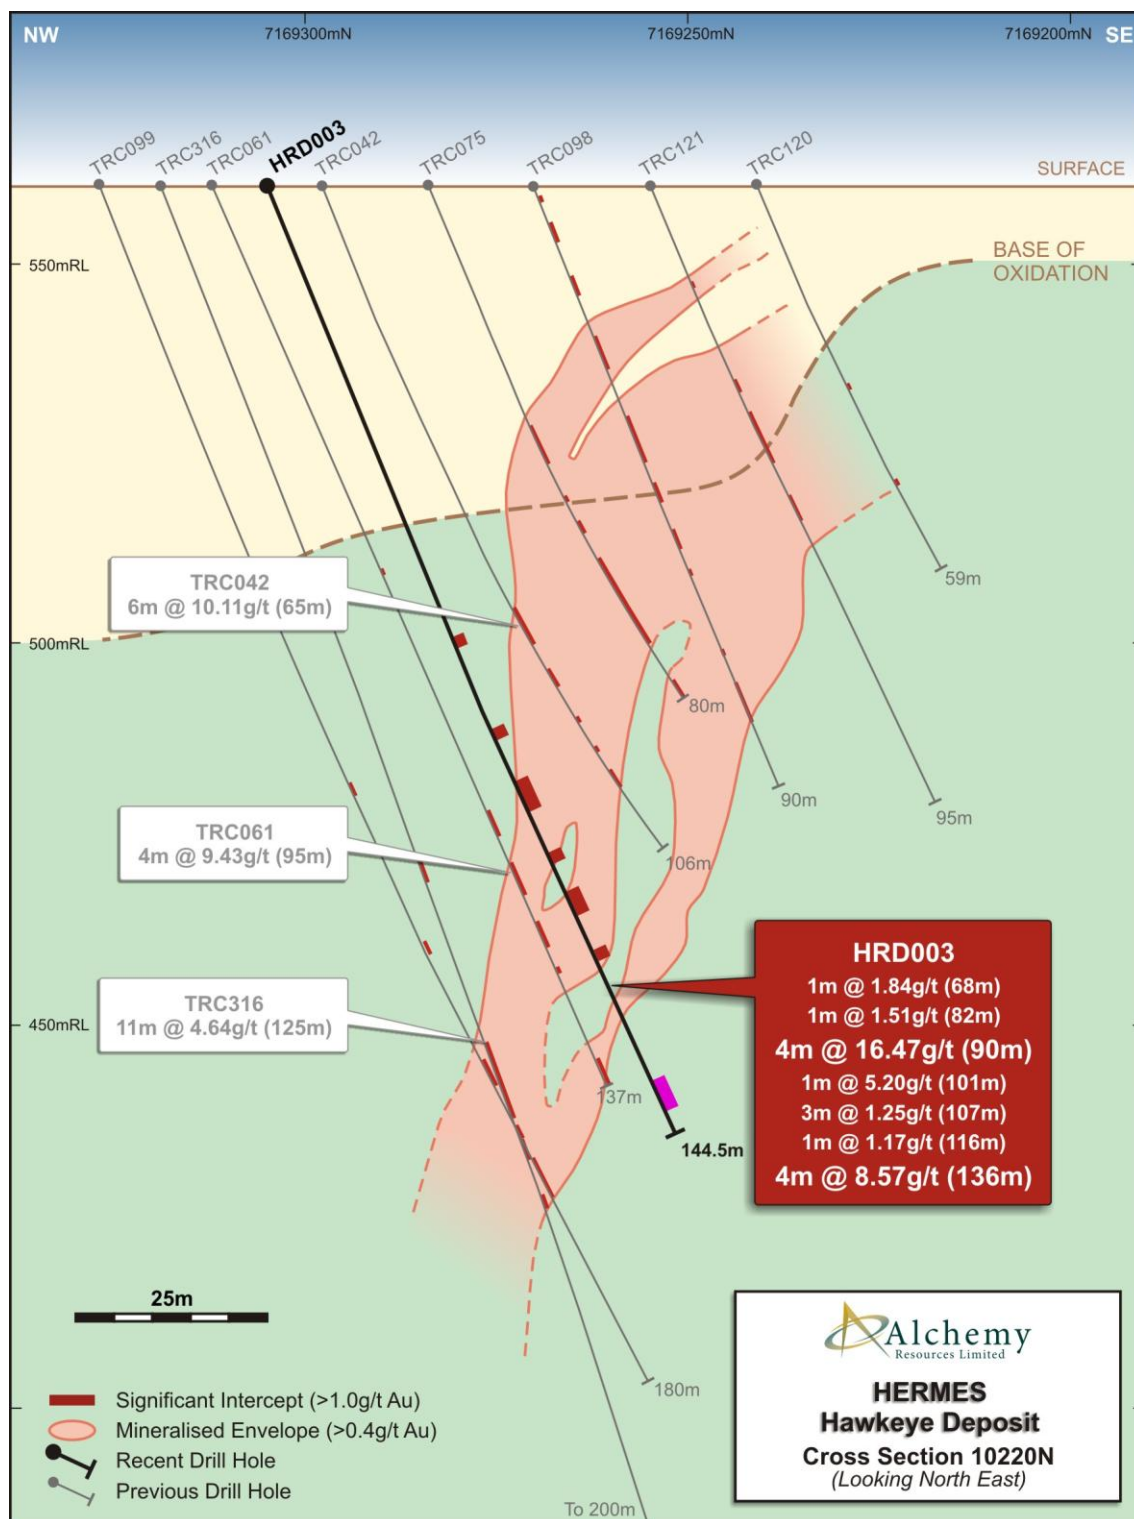 NW
7169300mN
7169250mN
7169200mN
SE
TRC099
TRC316
TRC061
HRD003
TRC042
TRC075
TRC098
TRC121
TRC120
SURFACE
550mRL
BASE OF
OXIDATION
TRC042
6m @ 10.11g/t (65m)
59m
500mRL
80m
90m
95m
TRC061
4m @ 9.43g/t (95m)
106m
HRD003
1m @ 1.84g/t (68m)
1m @ 1.51g/t (82m)
4m @ 16.47g/t (90m)
1m @ 5.20g/t (101m)
3m @ 1.25g/t (107m)
1m @ 1.17g/t (116m)
4m @ 8.57g/t (136m)
TRC316
11m @ 4.64g/t (125m)
450mRL
137m
144.5m
25m
180m
To 200m
Significant Intercept (>1.0g/t Au)
Mineralised Envelope (>0.4g/t Au)
Recent Drill Hole
Previous Drill Hole
Alchemy
Resources Limited
HERMES
Hawkeye Deposit
Cross Section 10220N
(Looking North East)